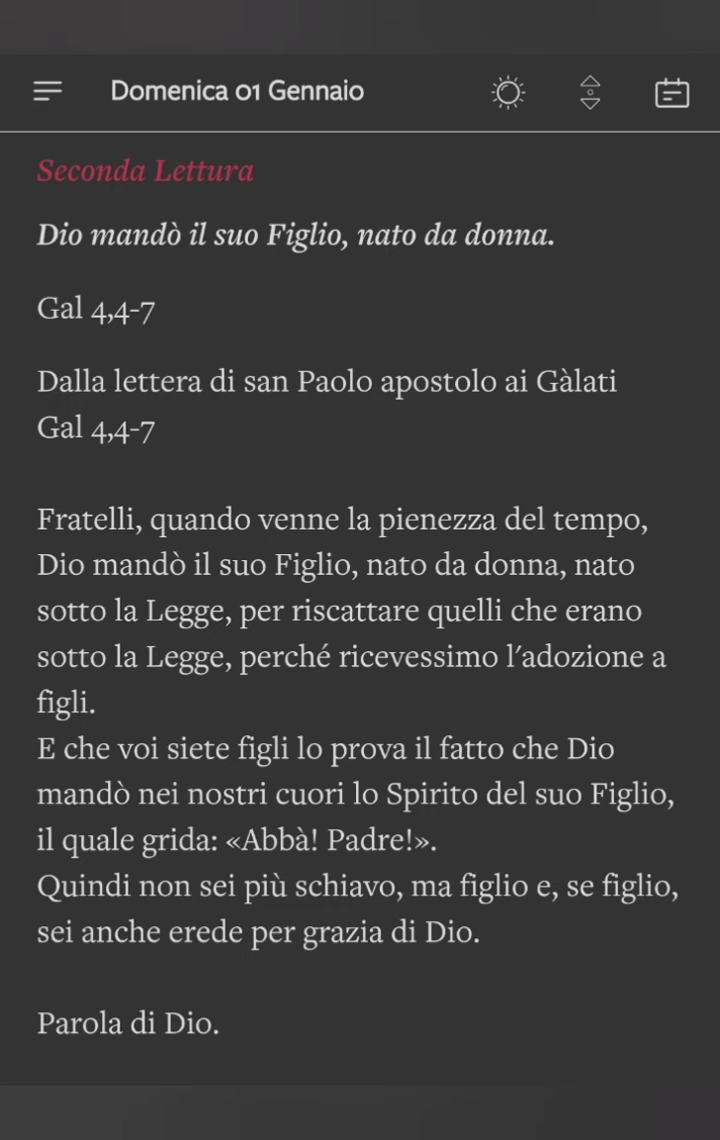 Domenica 01 Gennaio
Seconda Lettura
Dio mandò il suo Figlio, nato da donna.
Gal 4,4-7
Dalla lettera di san Paolo apostolo ai Gàlati
Gal 4,4-7
Fratelli, quando venne la pienezza del tempo,
Dio mandò il suo Figlio, nato da donna, nato
sotto la Legge, per riscattare quelli che erano
sotto la Legge, perché ricevessimo l'adozione a
figli.
E che voi siete figli lo prova il fatto che Dio
mandò nei nostri cuori lo Spirito del suo Figlio,
il quale grida: «Abbà! Padre!».
Quindi non sei più schiavo, ma figlio e, se figlio,
sei anche erede per grazia di Dio.
Parola di Dio.